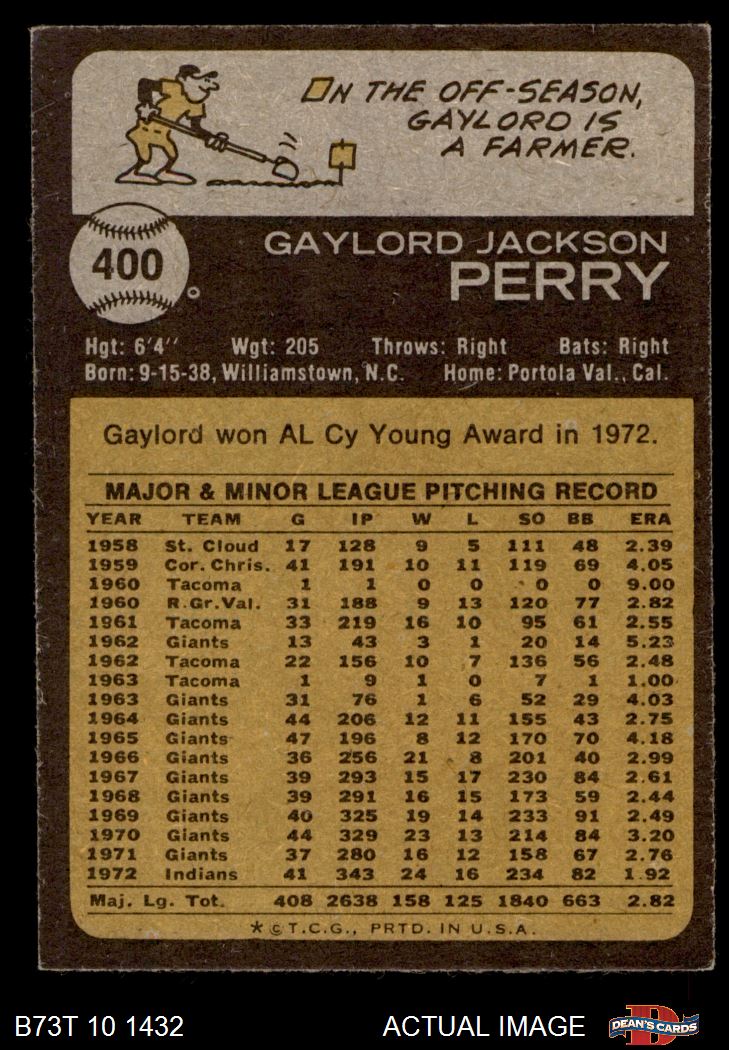 ON THE OFF-SEASON,
GAYLORD IS
A FARMER.
400
GAYLORD JACKSON
PERRY
Hgt: 6'4'' Wgt: 205 Throws: Right Bats: Right
Born: 9-15-38, Williamstown, N.C. Home: Portola Val., Cal.
Gaylord won AL Cy Young Award in 1972.
MAJOR & MINOR LEAGUE PITCHING RECORD
YEAR TEAM G IP W L SO BB ERA
1958 St. Cloud 17 128 9 5 111 48 2.39
1959 Cor. Chris. 41 191 10 11 119 69 4.05
1960 Tacoma 1 1 0 0 0 0 9.00
1960 R.Gr.Val. 31 188 9 13 120 77 2.82
1961 Tacoma 33 219 16 10 95 61 2.55
1962 Giants 13 43 3 1 20 14 5.23
1962 Tacoma 22 156 10 7 136 56 2.48
1963 Tacoma 1 9 1 0 7 1 1.00
1963 Giants 31 76 1 6 52 29 4.03
1964 Giants 44 206 12 11 155 43 2.75
1965 Giants 47 196 8 12 170 70 4.18
1966 Giants 36 256 21 8 201 40 2.99
1967 Giants 39 293 15 17 230 84 2.61
1968 Giants 39 291 16 15 173 59 2.44
1969 Giants 40 325 19 14 233 91 2.49
1970 Giants 44 329 23 13 214 84 3.20
1971 Giants 37 280 16 12 158 67 2.76
1972 Indians 41 343 24 16 234 82 1.92
Maj. Lg. Tot. 408 2638 158 125 1840 663 2.82
* © T.C.G., PRTD. IN U.S.A.
B73T 10 1432 ACTUAL IMAGE D DEAN'S CARDS